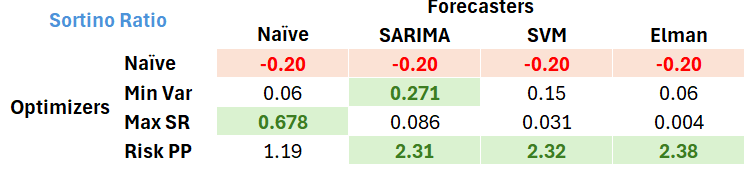 Forecasters
Sortino Ratio
Naïve SARIMA SVM Elman
Naïve -0.20 -0.20 -0.20 -0.20
Optimizers
Min Var 0.06 0.271 0.15 0.06
Max SR 0.678 0.086 0.031 0.004
Risk PP 1.19 2.31 2.32 2.38